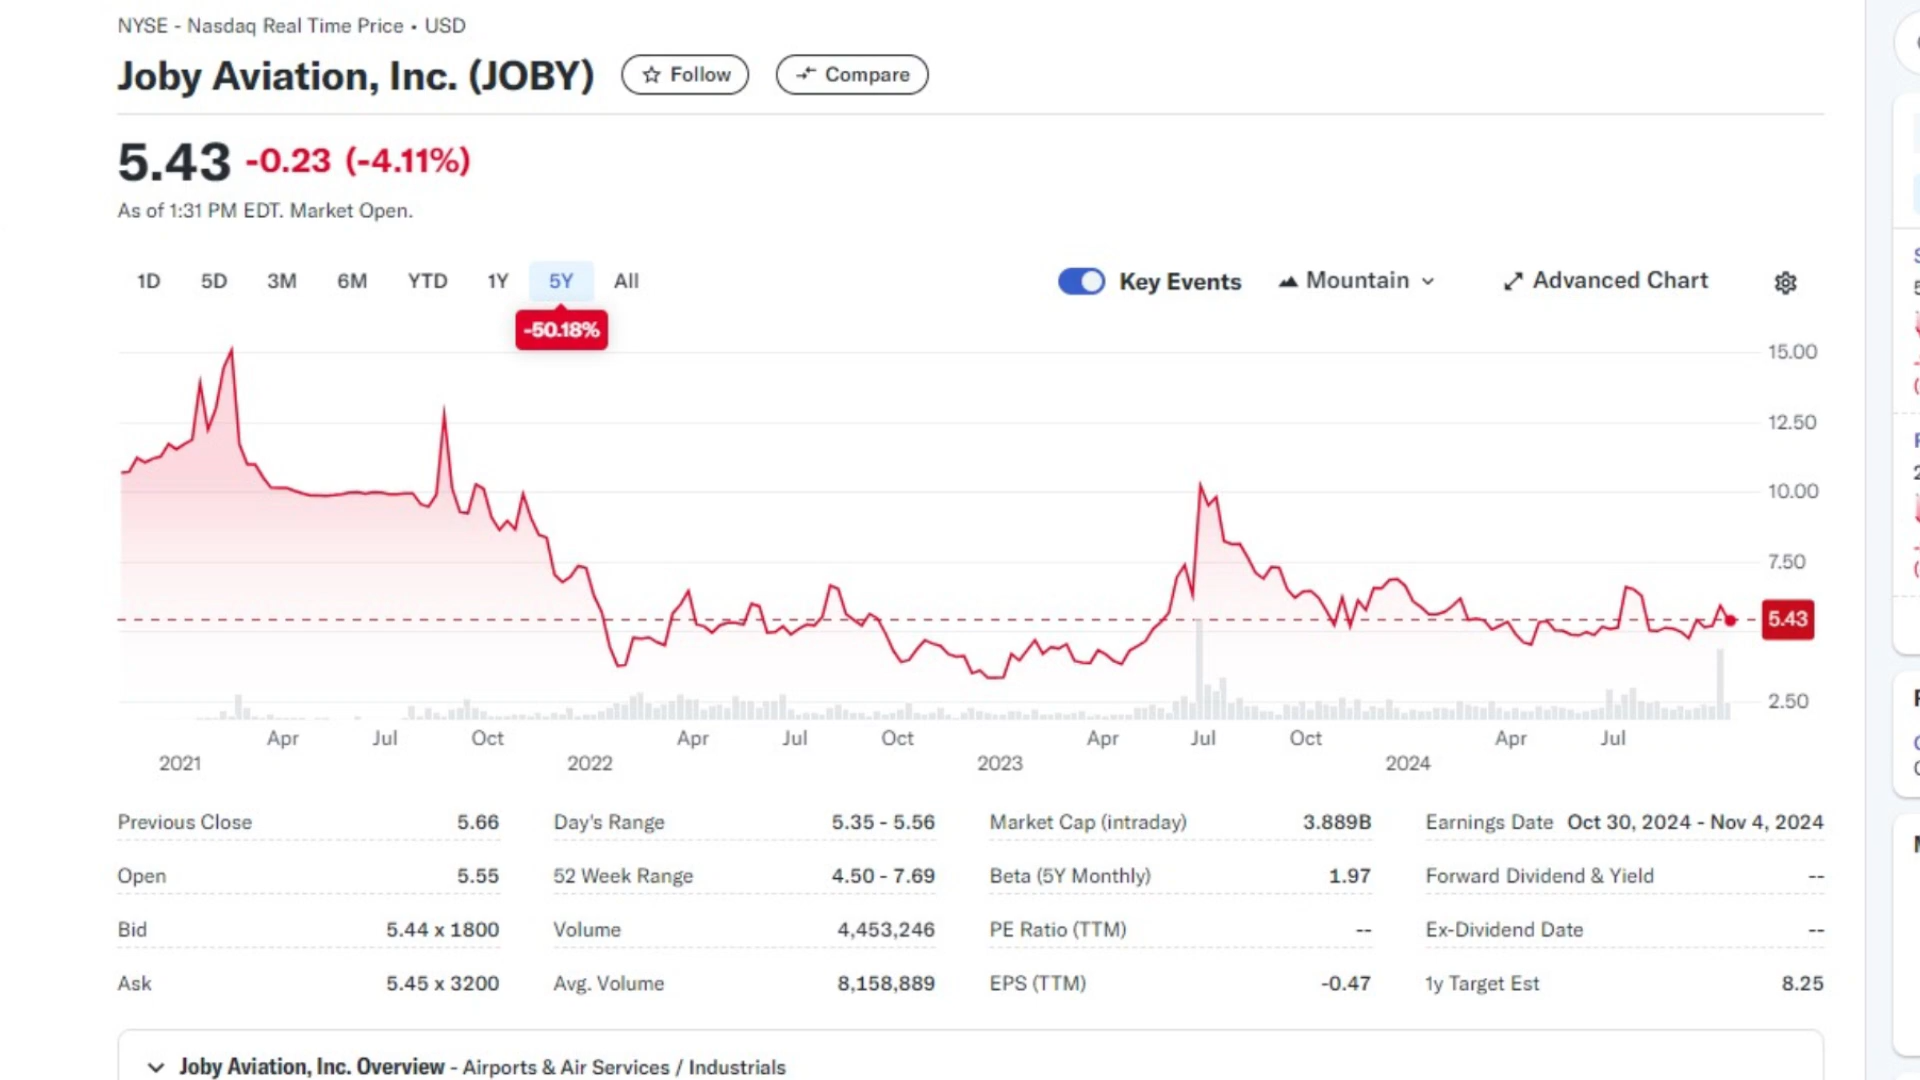 NYSE - Nasdaq Real Time Price • USD
Joby Aviation, Inc. (JOBY) Follow Compare
5.43 -0.23 (-4.11%)
As of 1:31 PM EDT. Market Open.
1D 5D 3M 6M YTD 1Y 5Y All Key Events Mountain Advanced Chart
-50.18%
15.00
12.50
10.00
7.50
5.43
2.50
Apr Jul Oct Apr Jul Oct Apr Jul Oct Apr Jul
2021 2022 2023 2024
Previous Close 5.66 Day's Range 5.35 - 5.56 Market Cap (intraday) 3.889B Earnings Date Oct 30, 2024 - Nov 4, 2024
Open 5.55 52 Week Range 4.50 - 7.69 Beta (5Y Monthly) 1.97 Forward Dividend & Yield --
Bid 5.44 x 1800 Volume 4,453,246 PE Ratio (TTM) -- Ex-Dividend Date --
Ask 5.45 x 3200 Avg. Volume 8,158,889 EPS (TTM) -0.47 1y Target Est 8.25
Joby Aviation, Inc. Overview - Airports & Air Services / Industrials